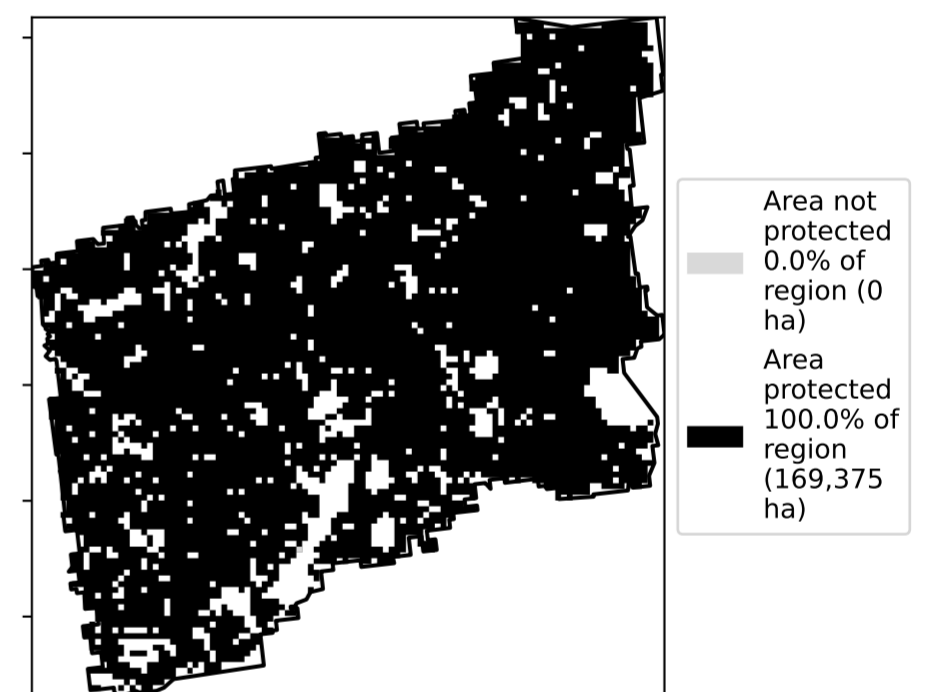 Area not
protected
0.0% of
region (0
ha)
Area
protected
100.0% of
region
(169,375
ha)